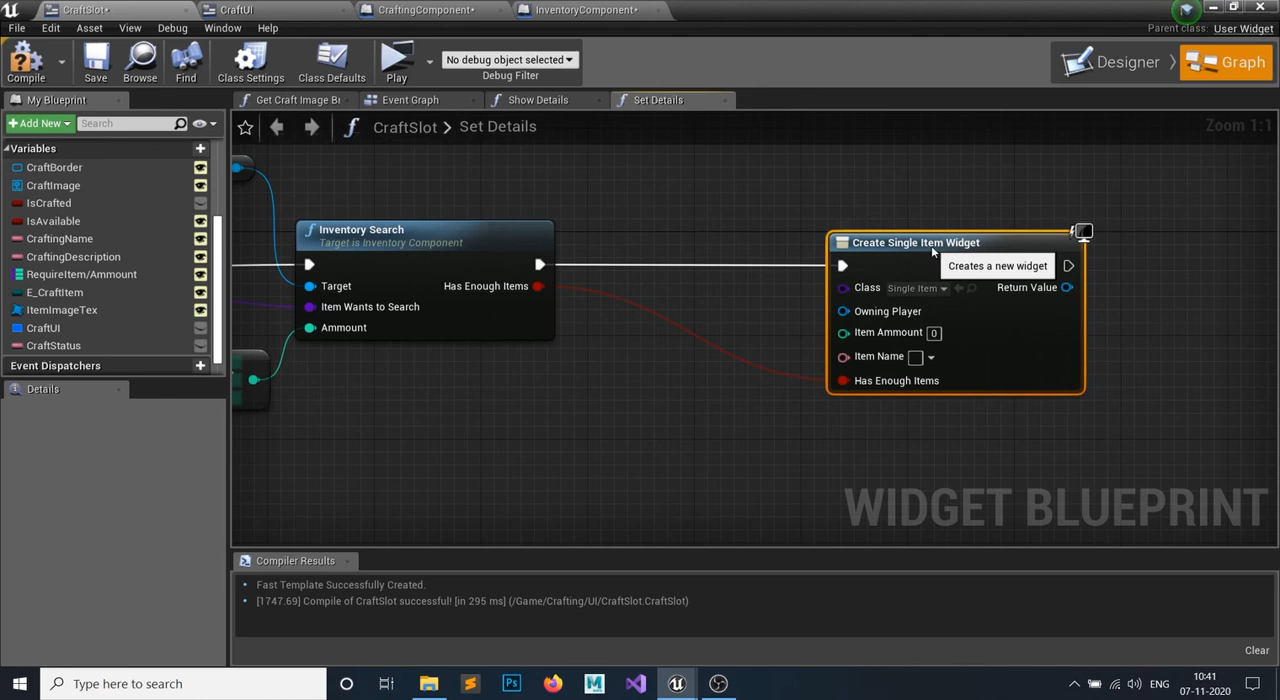 CraftSlot*
CraftUI
CraftingComponent*
InventoryComponent*
File
Edit
Asset
View
Debug
Window
Help
Parent class: User Widget
Compile
Save
Browse
Find
Class Settings
Class Defaults
Play
No debug object selected
Debug Filter
Designer
Graph
My Blueprint
Get Craft Image Br
Event Graph
Show Details
Set Details
Add New
Search
CraftSlot > Set Details
Zoom 1:1
Variables
CraftBorder
CraftImage
IsCrafted
IsAvailable
CraftingName
CraftingDescription
RequireItem/Ammount
E_CraftItem
ItemImageTex
CraftUI
CraftStatus
Event Dispatchers
Details
Inventory Search
Target is Inventory Component
Target
Has Enough Items
Item Wants to Search
Ammount
Create Single Item Widget
Creates a new widget
Class
Single Item
Return Value
Owning Player
Item Amount
0
Item Name
Has Enough Items
WIDGET BLUEPRINT
Compiler Results
Fast Template Successfully Created.
[1747.69] Compile of CraftSlot successful! [in 295 ms] (/Game/Crafting/UI/CraftSlot.CraftSlot)
Clear
Type here to search
Ps
M
ENG
10:41
07-11-2020